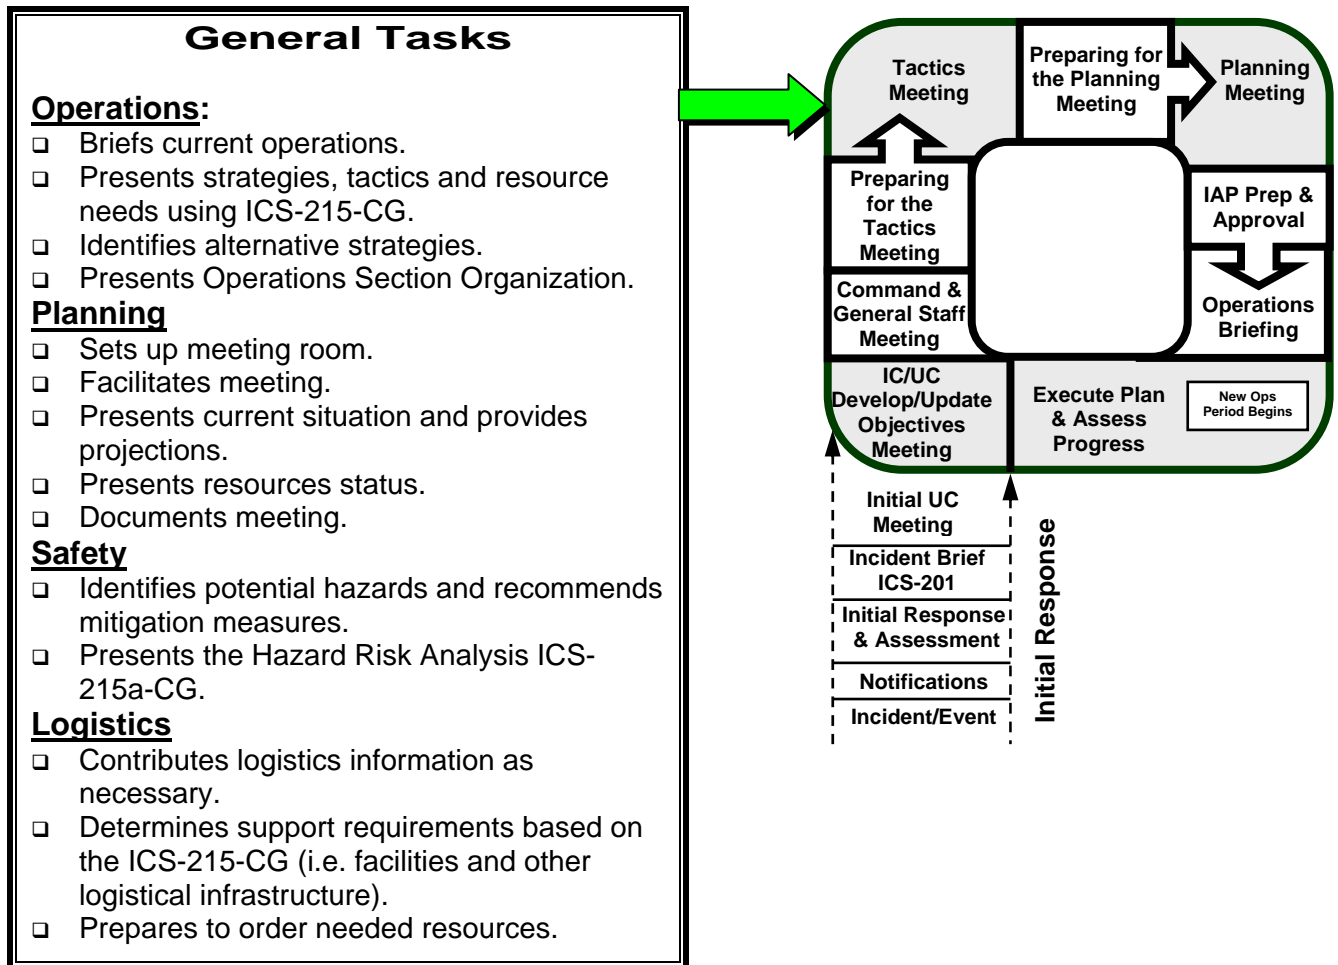 General Tasks
Operations:
❑ Briefs current operations.
❑ Presents strategies, tactics and resource
needs using ICS-215-CG.
❑ Identifies alternative strategies.
❑ Presents Operations Section Organization.
Planning
❑ Sets up meeting room.
❑ Facilitates meeting.
❑ Presents current situation and provides
projections.
❑ Presents resources status.
❑ Documents meeting.
Safety
❑ Identifies potential hazards and recommends
mitigation measures.
❑ Presents the Hazard Risk Analysis ICS-
215a-CG.
Logistics
❑ Contributes logistics information as
necessary.
❑ Determines support requirements based on
the ICS-215-CG (i.e. facilities and other
logistical infrastructure).
❑ Prepares to order needed resources.
Tactics
Meeting
Preparing for
the Planning
Meeting
Planning
Meeting
Preparing
for the
Tactics
Meeting
IAP Prep &
Approval
Command &
General Staff
Meeting
Operations
Briefing
IC/UC
Develop/Update
Objectives
Meeting
Execute Plan
& Assess
Progress
New Ops
Period Begins
Initial UC
Meeting
Incident Brief
ICS-201
Initial Response
& Assessment
Notifications
Incident/Event
Initial Response